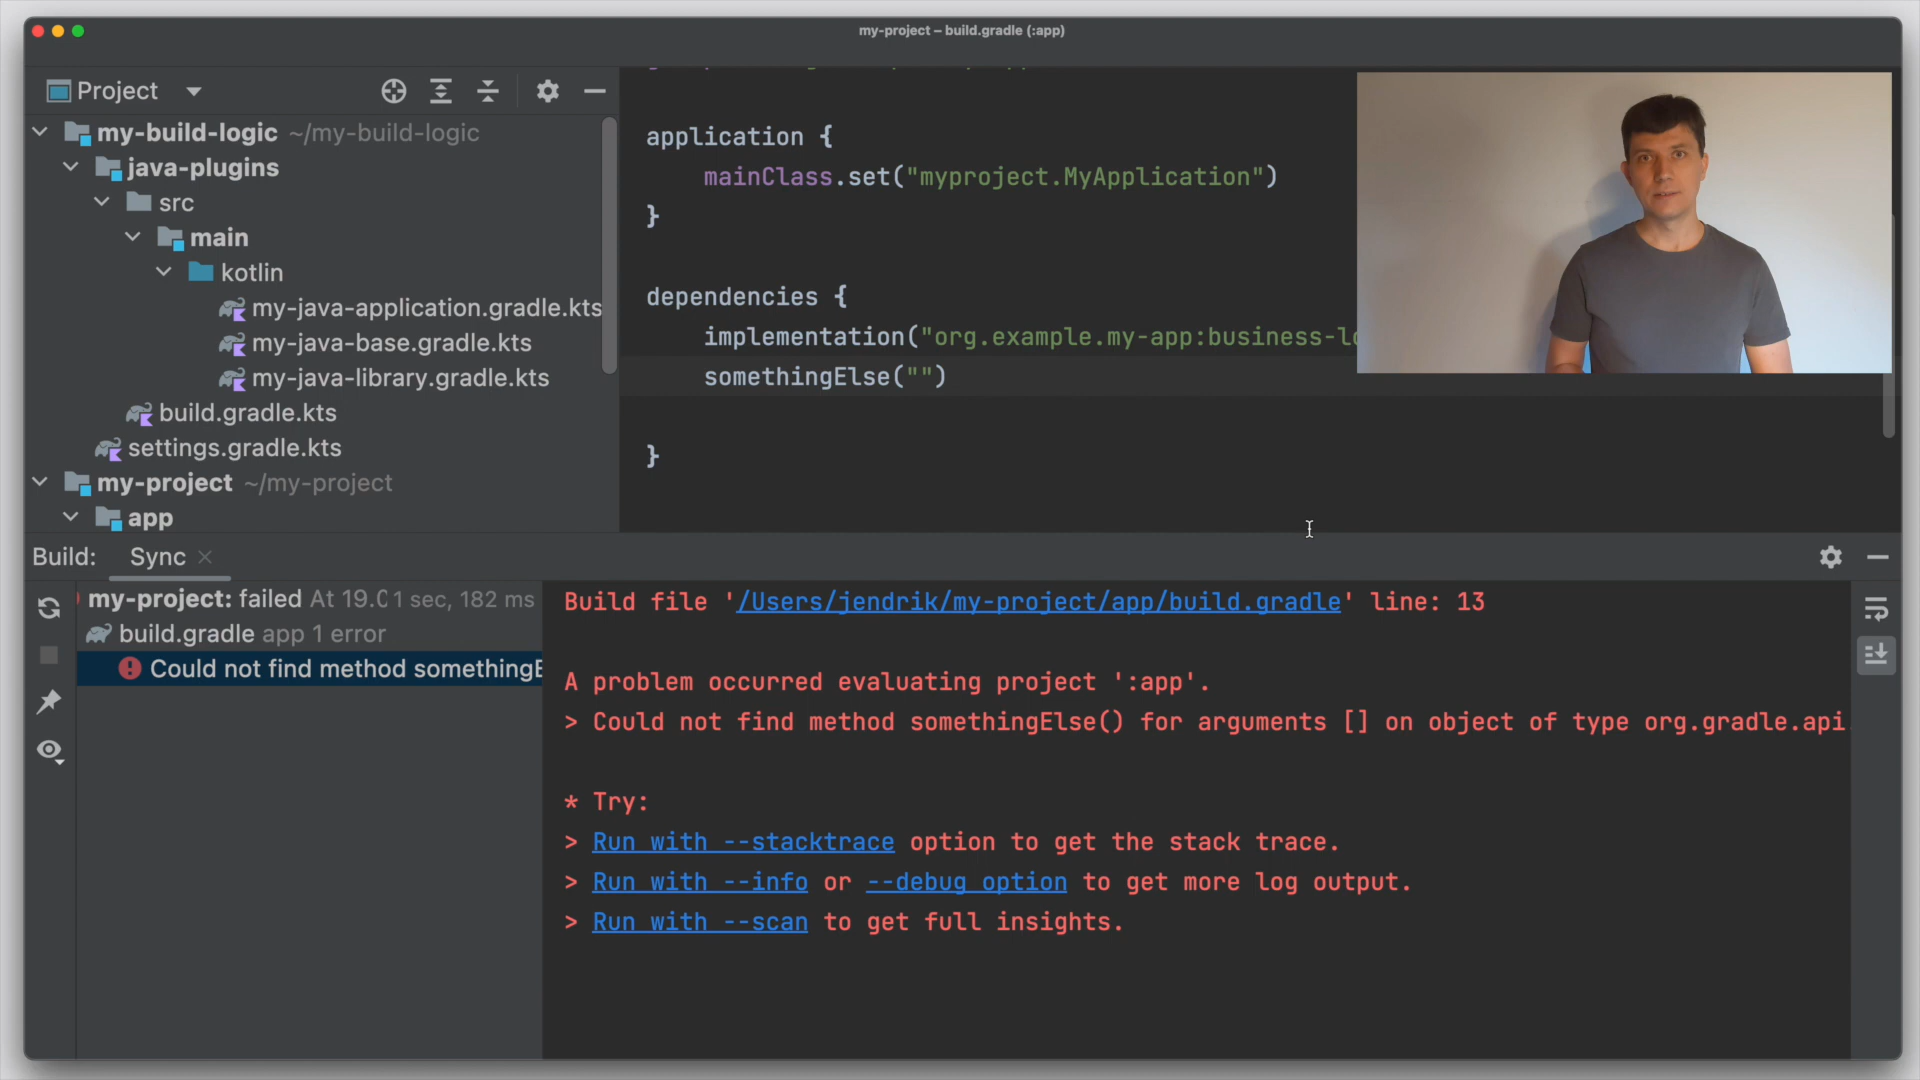 my-project – build.gradle (:app)
Project
my-build-logic ~/my-build-logic
java-plugins
src
main
kotlin
my-java-application.gradle.kts
my-java-base.gradle.kts
my-java-library.gradle.kts
build.gradle.kts
settings.gradle.kts
my-project ~/my-project
app
application {
mainClass.set("myproject.MyApplication")
}
dependencies {
implementation("org.example.my-app:business-lo
somethingElse("")
}
Build: Sync
my-project: failed At 19.0 1 sec, 182 ms
build.gradle app 1 error
Could not find method somethingE
Build file '/Users/jendrik/my-project/app/build.gradle' line: 13
A problem occurred evaluating project ':app'.
> Could not find method somethingElse() for arguments [] on object of type org.gradle.api
* Try:
> Run with --stacktrace option to get the stack trace.
> Run with --info or --debug option to get more log output.
> Run with --scan to get full insights.